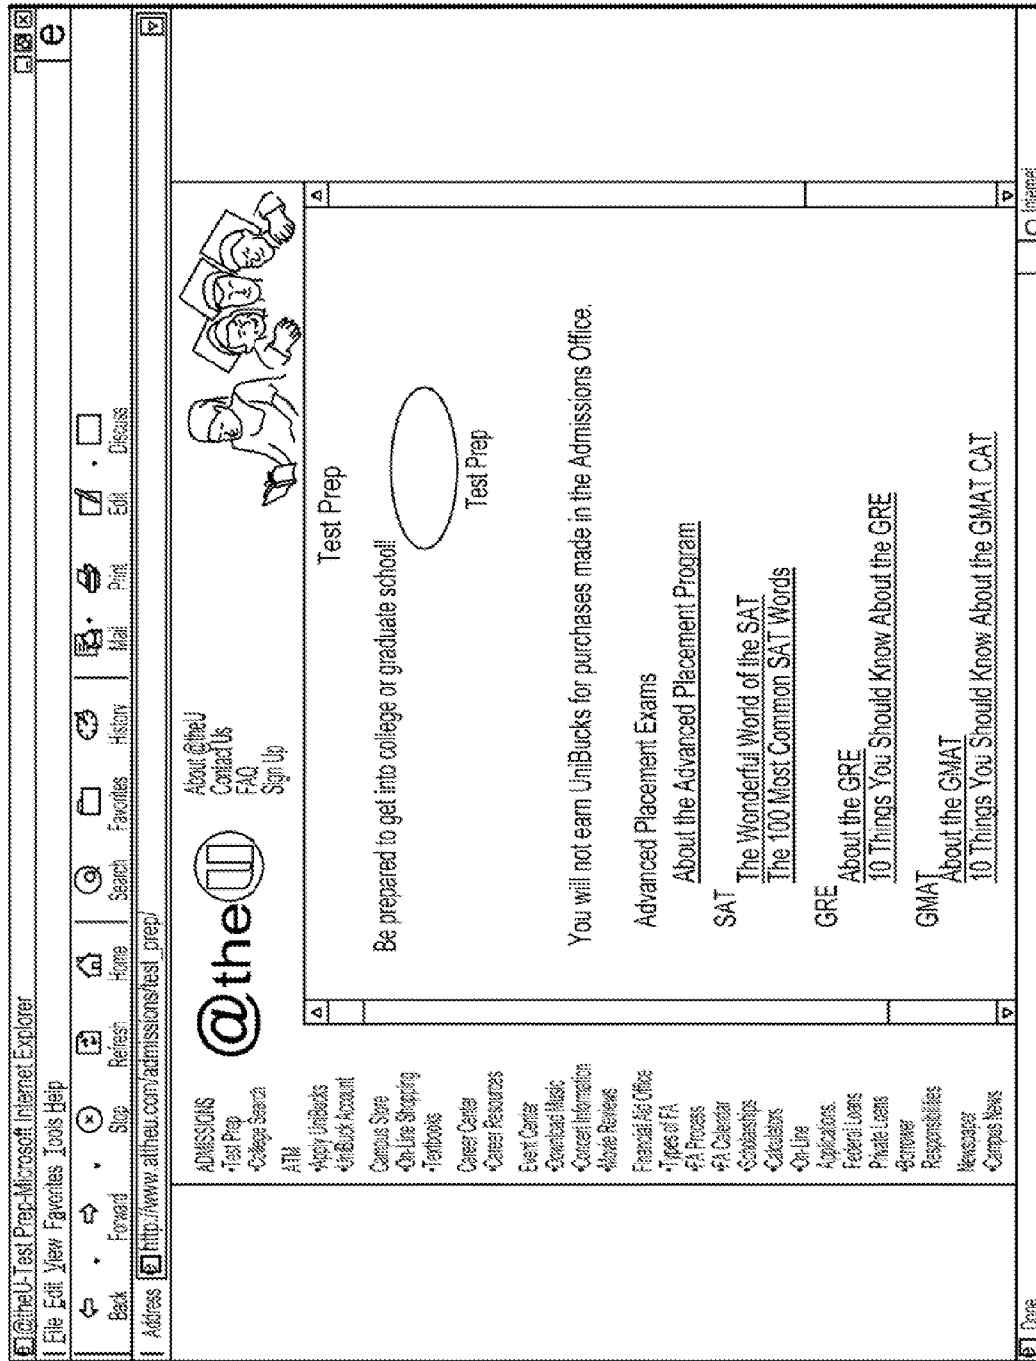 @theU-Test Prep-Microsoft Internet Explorer
File Edit View Favorites Tools Help
Back Forward Stop Refresh Home Search Favorites History Mail Print Edit Discuss
Address http://www.attheu.com/admissions/test_prep/
@the
About @theU
Contact Us
FAQ
Sign Up
ADMISSIONS
•Test Prep
•College Search
ATM
•Apply UniBucks
•UniBuck Account
Campus Store
•On-Line Shopping
•Textbooks
Career Center
•Career Resources
Event Center
•Download Music
•Concert Information
•Movie Reviews
Financial Aid Office
•Types of FA
•FA Process
•FA Calendar
•Scholarships
•Calculators
•On-Line
Applications:
Federal Loans
Private Loans
•Borrower
Responsibilities
Newspaper
•Campus News
Test Prep
Be prepared to get into college or graduate school!
Test Prep
You will not earn UniBucks for purchases made in the Admissions Office.
Advanced Placement Exams
About the Advanced Placement Program
SAT
The Wonderful World of the SAT
The 100 Most Common SAT Words
GRE
About the GRE
10 Things You Should Know About the GRE
GMAT
About the GMAT
10 Things You Should Know About the GMAT CAT
Done
Internet